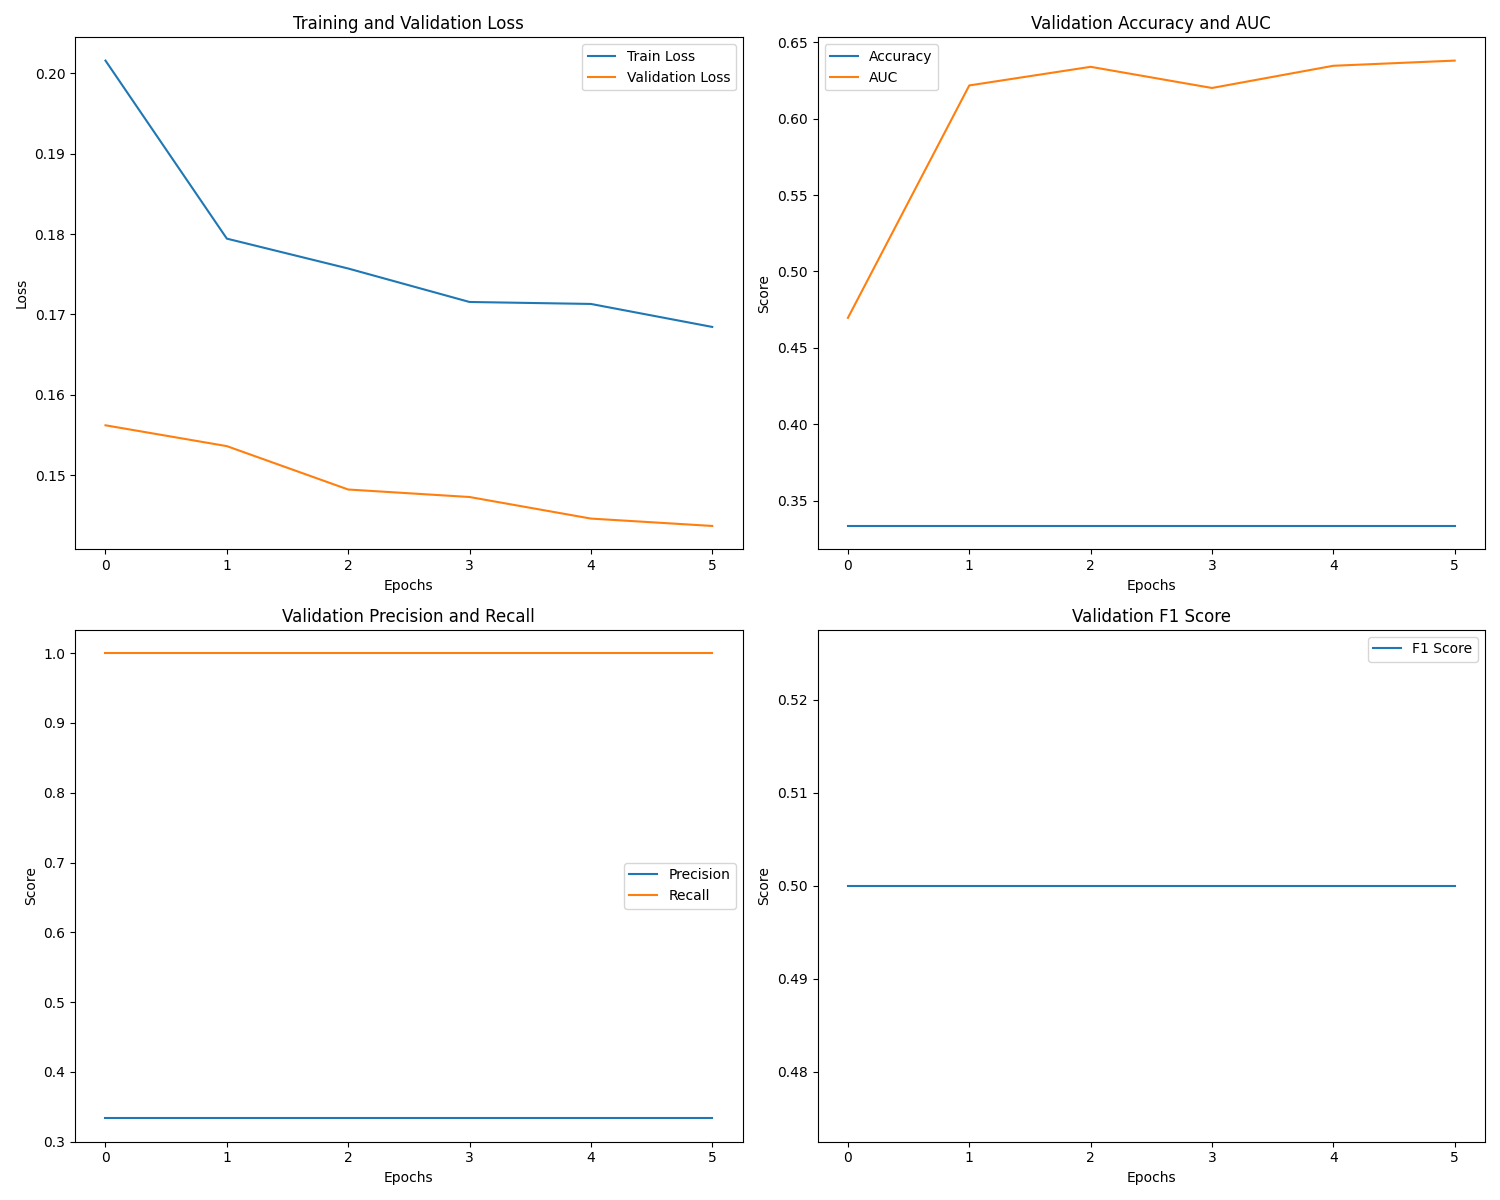 Training and Validation Loss
Train Loss
Validation Loss
0.20
0.19
0.18
0.17
0.16
0.15
Loss
0 1 2 3 4 5
Epochs
Validation Accuracy and AUC
Accuracy
AUC
0.65
0.60
0.55
0.50
0.45
0.40
0.35
Score
0 1 2 3 4 5
Epochs
Validation Precision and Recall
1.0
0.9
0.8
0.7
0.6
0.5
0.4
0.3
Score
Precision
Recall
0 1 2 3 4 5
Epochs
Validation F1 Score
F1 Score
0.52
0.51
0.50
0.49
0.48
Score
0 1 2 3 4 5
Epochs